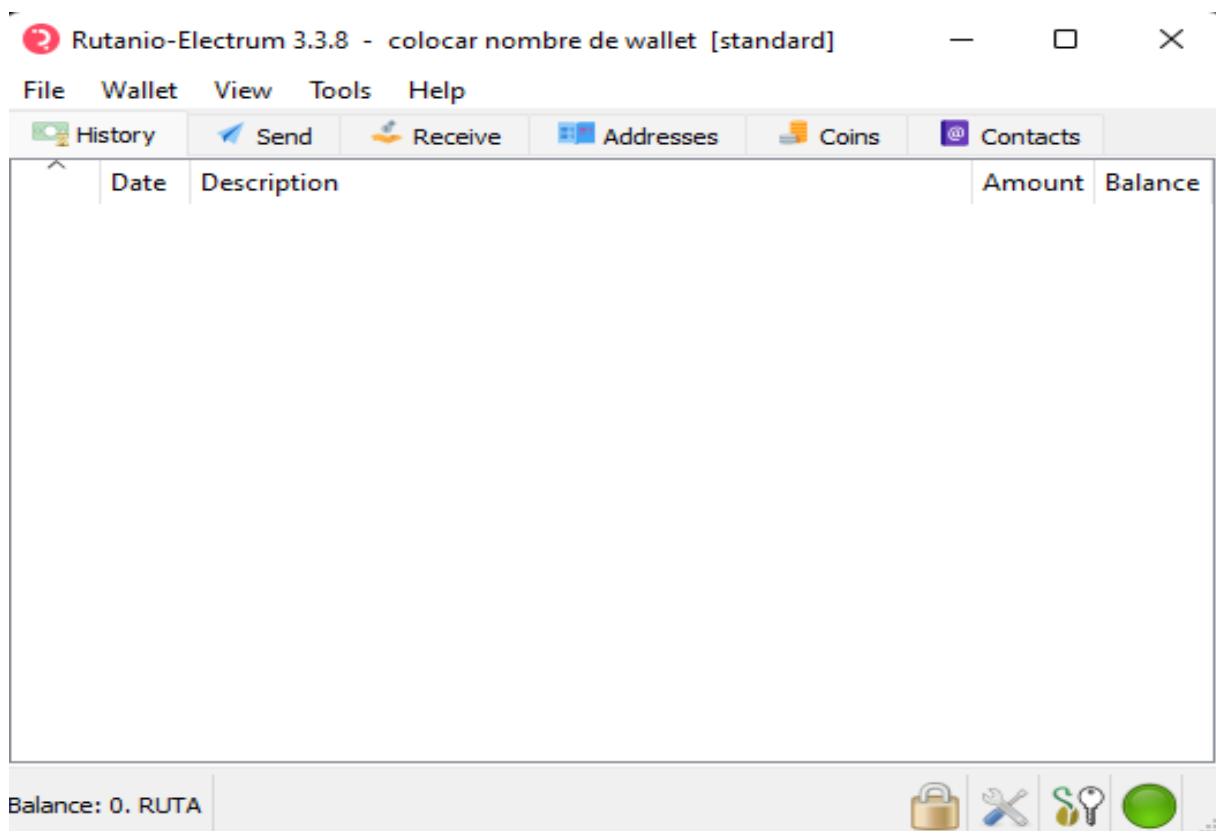 Rutanio-Electrum 3.3.8 - colocar nombre de wallet [standard]
File Wallet View Tools Help
History Send Receive Addresses Coins @ Contacts
Date Description Amount Balance
Balance: 0. RUTA